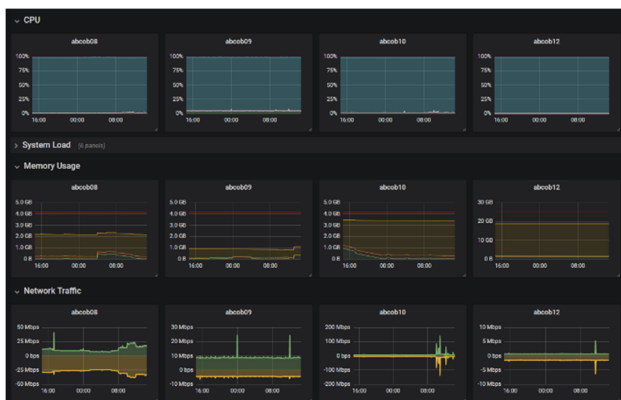 CPU
abcob08 abcob09 abcob10 abcob12
100% 100% 100% 100%
75% 75% 75% 75%
50% 50% 50% 50%
25% 25% 25% 25%
0% 0% 0% 0%
16:00 00:00 08:00 16:00 00:00 08:00 16:00 00:00 08:00 16:00 00:00 08:00
System Load (6 panels)
Memory Usage
abcob08 abcob09 abcob10 abcob12
5.0 GB 5.0 GB 5.0 GB 30 GB
4.0 GB 4.0 GB 4.0 GB
3.0 GB 3.0 GB 3.0 GB 20 GB
2.0 GB 2.0 GB 2.0 GB 10 GB
1.0 GB 1.0 GB 1.0 GB
0 B 0 B 0 B 0 B
16:00 00:00 08:00 16:00 00:00 08:00 16:00 00:00 08:00 16:00 00:00 08:00
Network Traffic
abcob08 abcob09 abcob10 abcob12
50 Mbps 30 Mbps 200 Mbps 10 Mbps
25 Mbps 20 Mbps 100 Mbps 5 Mbps
0 bps 10 Mbps 0 bps 0 bps
-25 Mbps 0 bps -100 Mbps -5 Mbps
-50 Mbps -10 Mbps -200 Mbps -10 Mbps
16:00 00:00 08:00 16:00 00:00 08:00 16:00 00:00 08:00 16:00 00:00 08:00